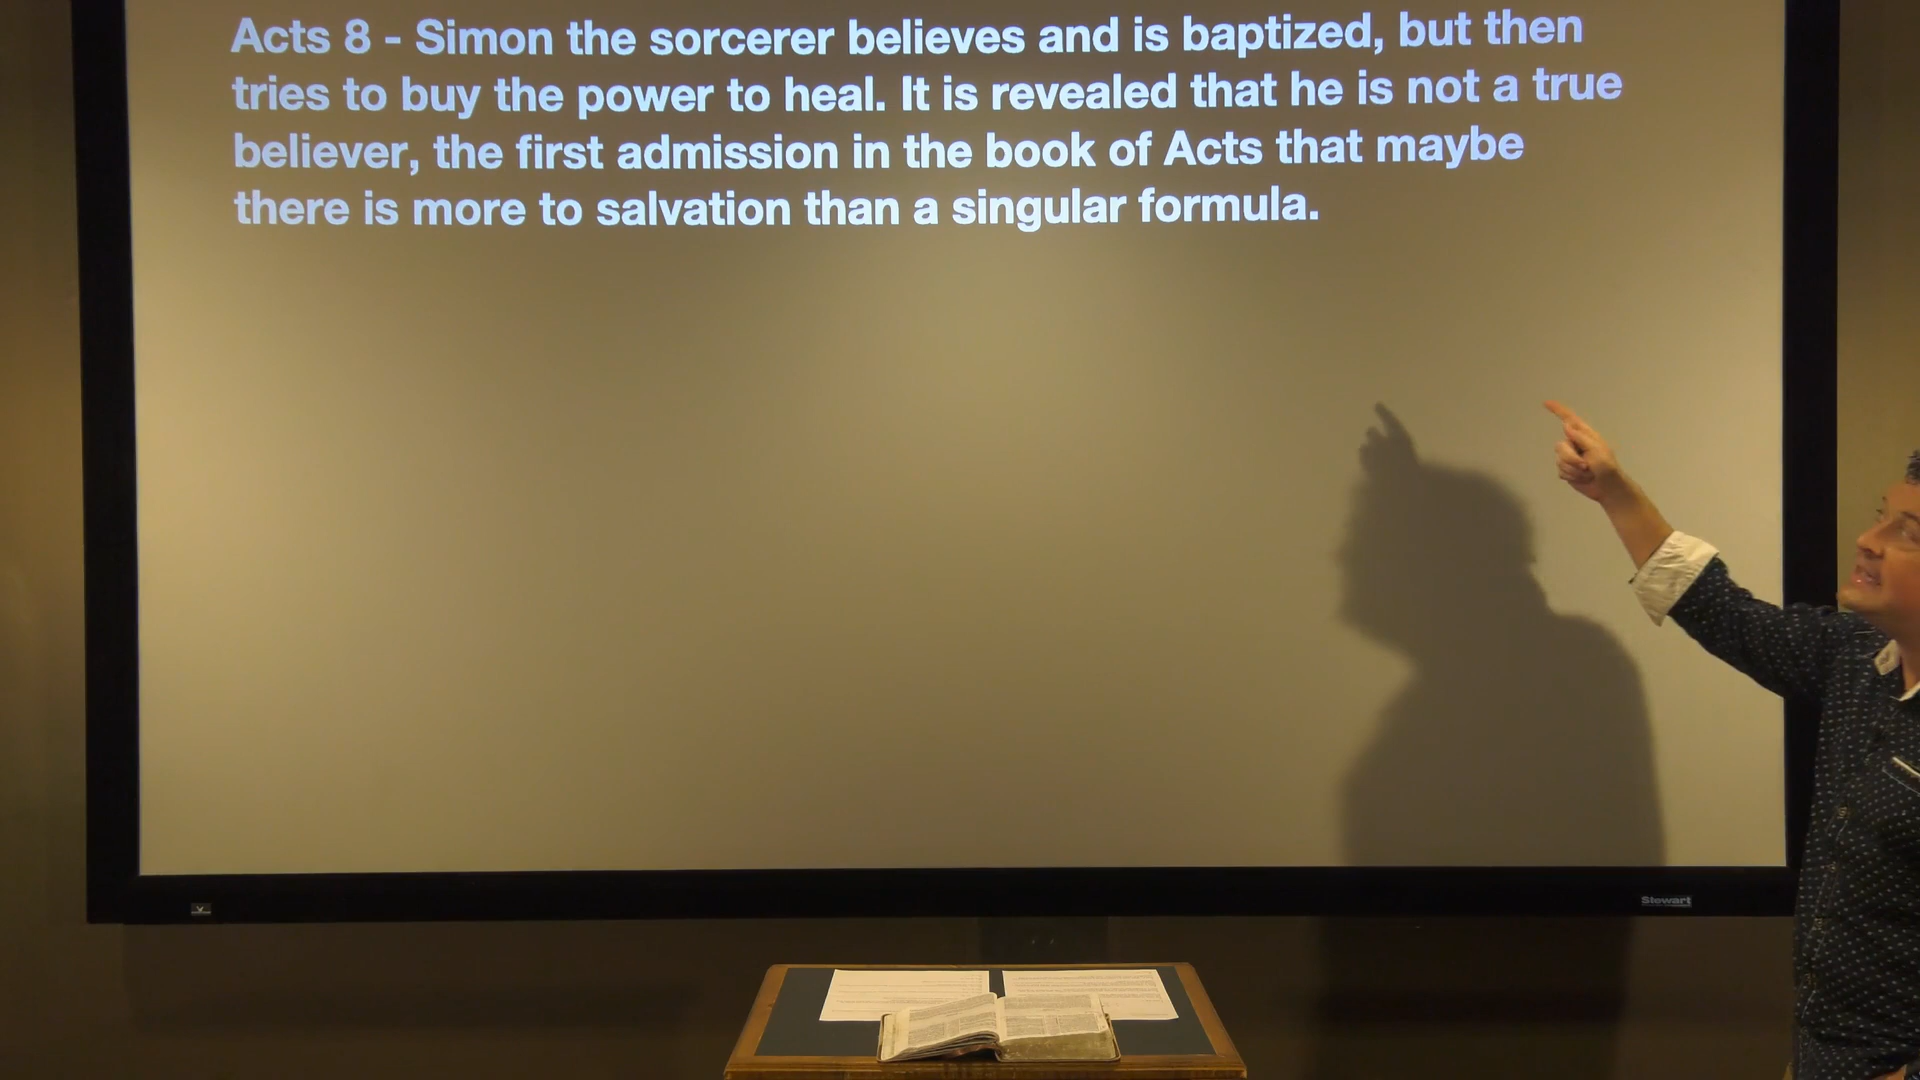 Acts 8 - Simon the sorcerer believes and is baptized, but then
tries to buy the power to heal. It is revealed that he is not a true
believer, the first admission in the book of Acts that maybe
there is more to salvation than a singular formula.
Stewart